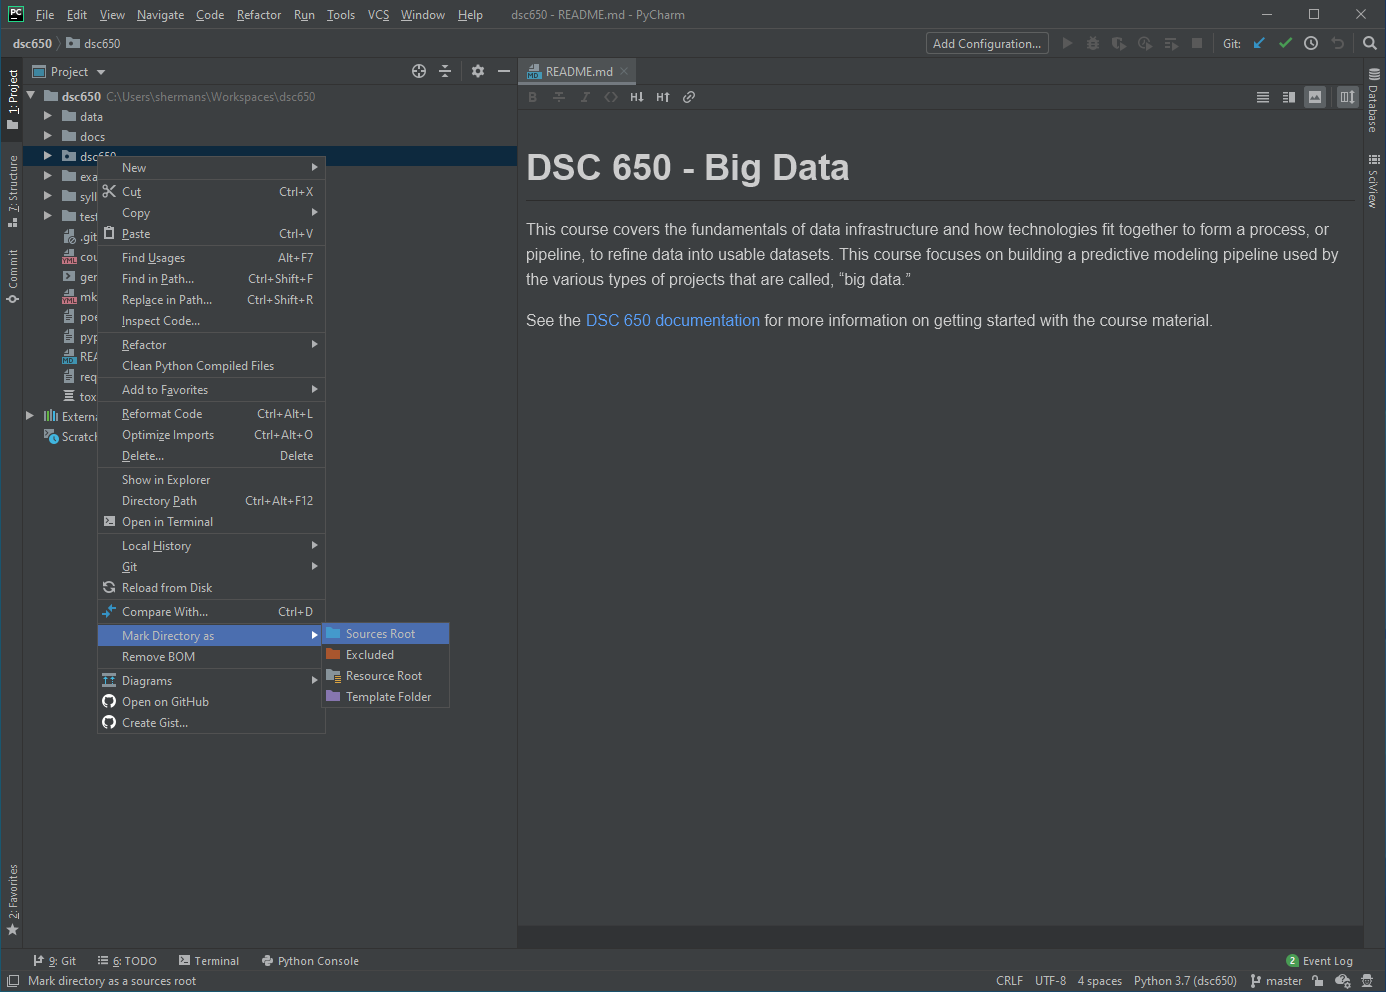 PC File Edit View Navigate Code Refactor Run Tools VCS Window Help dsc650 - README.md - PyCharm
dsc650 dsc650 Add Configuration... Git:
Project README.md
1: Project
7: Structure
Commit
2: Favorites
dsc650 C:\Users\shermans\Workspaces\dsc650
data
docs
dsc650
exa
syll
test
.git
cou
ger
mk
poe
pyp
REA
req
tox
Externa
Scratch
New
Cut Ctrl+X
Copy
Paste Ctrl+V
Find Usages Alt+F7
Find in Path... Ctrl+Shift+F
Replace in Path... Ctrl+Shift+R
Inspect Code...
Refactor
Clean Python Compiled Files
Add to Favorites
Reformat Code Ctrl+Alt+L
Optimize Imports Ctrl+Alt+O
Delete... Delete
Show in Explorer
Directory Path Ctrl+Alt+F12
Open in Terminal
Local History
Git
Reload from Disk
Compare With... Ctrl+D
Mark Directory as
Remove BOM
Diagrams
Open on GitHub
Create Gist...
Sources Root
Excluded
Resource Root
Template Folder
B I <> H↓ H↑
DSC 650 - Big Data
This course covers the fundamentals of data infrastructure and how technologies fit together to form a process, or
pipeline, to refine data into usable datasets. This course focuses on building a predictive modeling pipeline used by
the various types of projects that are called, “big data.”
See the DSC 650 documentation for more information on getting started with the course material.
Database
SciView
9: Git 6: TODO Terminal Python Console 2 Event Log
Mark directory as a sources root CRLF UTF-8 4 spaces Python 3.7 (dsc650) master